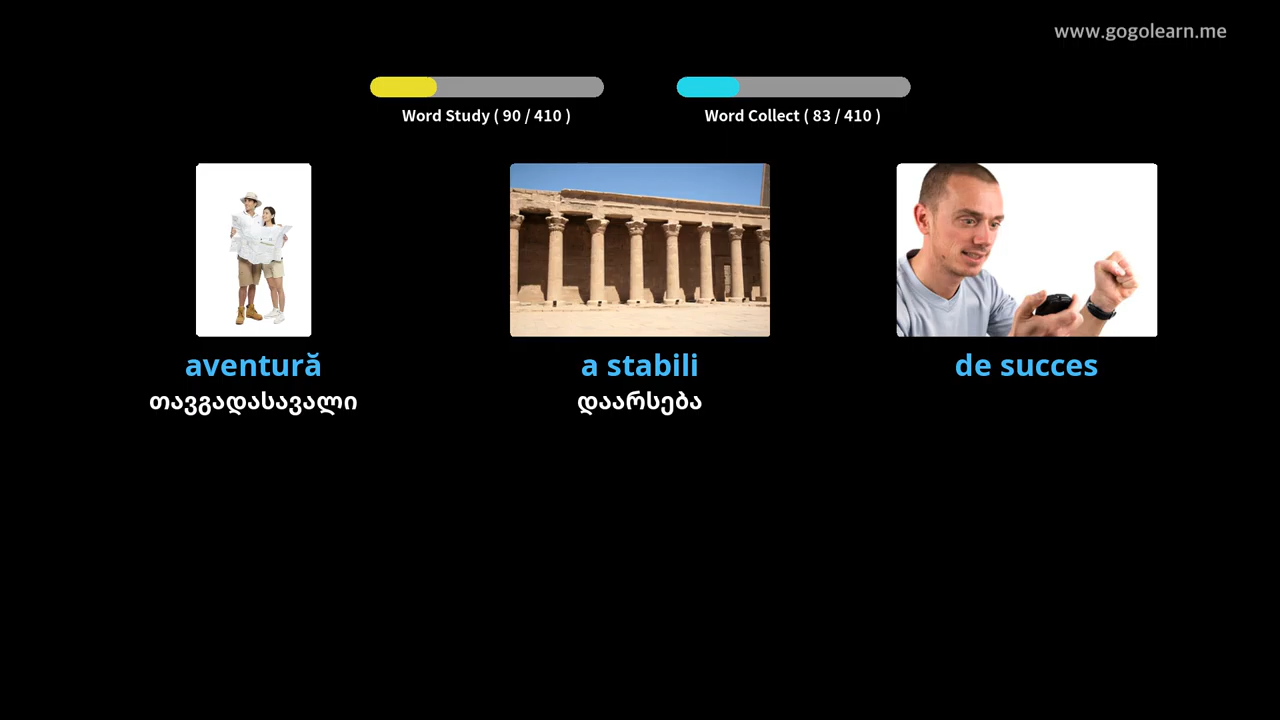 www.gogolearn.me
Word Study ( 90 / 410 )
Word Collect ( 83 / 410 )
aventură
თავგადასავალი
a stabili
დაარსება
de succes